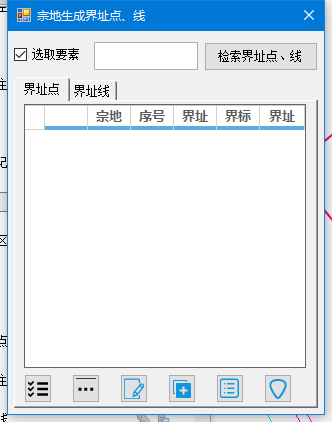 宗地生成界址点、线
选取要素
检索界址点、线
界址点 界址线
宗地 序号 界址 界标 界址